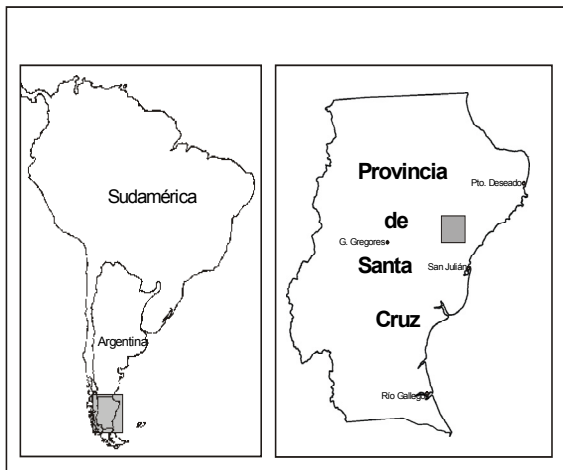 Sudamérica
Argentina
Provincia
de
Santa
Cruz
Pto. Deseado
G. Gregores
San Julián
Río Gallegos